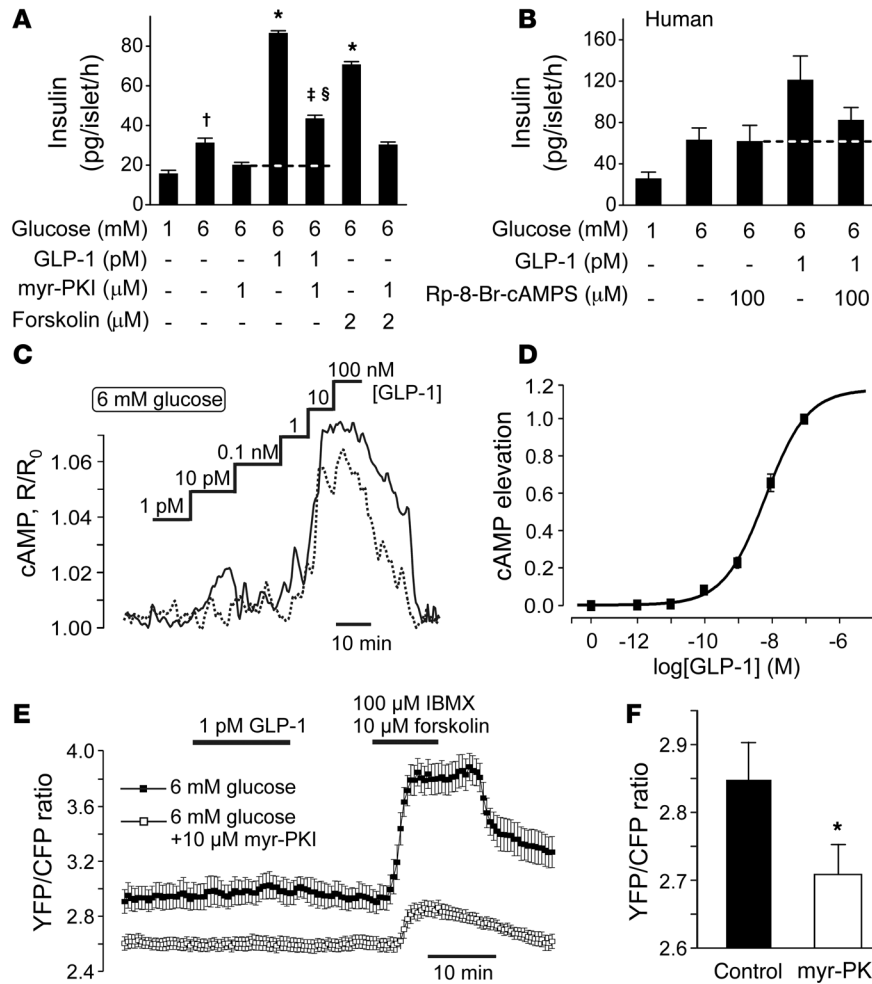 A
Insulin
(pg/islet/h)
80
60
40
20
0
†
*
‡ §
*
Glucose (mM) 1 6 6 6 6 6 6
GLP-1 (pM) - - - 1 1 - -
myr-PKI (μM) - - 1 - 1 - 1
Forskolin (μM) - - - - - 2 2
B
Human
Insulin
(pg/islet/h)
160
120
80
40
0
Glucose (mM) 1 6 6 6 6
GLP-1 (pM) - - - 1 1
Rp-8-Br-cAMPS (μM) - - 100 - 100
C
6 mM glucose
100 nM
[GLP-1]
10
1
0.1 nM
10 pM
1 pM
cAMP, R/R0
1.06
1.04
1.02
1.00
10 min
D
cAMP elevation
1.2
1.0
0.8
0.6
0.4
0.2
0.0
0 -12 -10 -8 -6
log[GLP-1] (M)
E
1 pM GLP-1
100 μM IBMX
10 μM forskolin
YFP/CFP ratio
4.0
3.6
3.2
2.8
2.4
6 mM glucose
6 mM glucose
+10 μM myr-PKI
10 min
F
YFP/CFP ratio
2.9
2.8
2.7
2.6
*
Control myr-PK